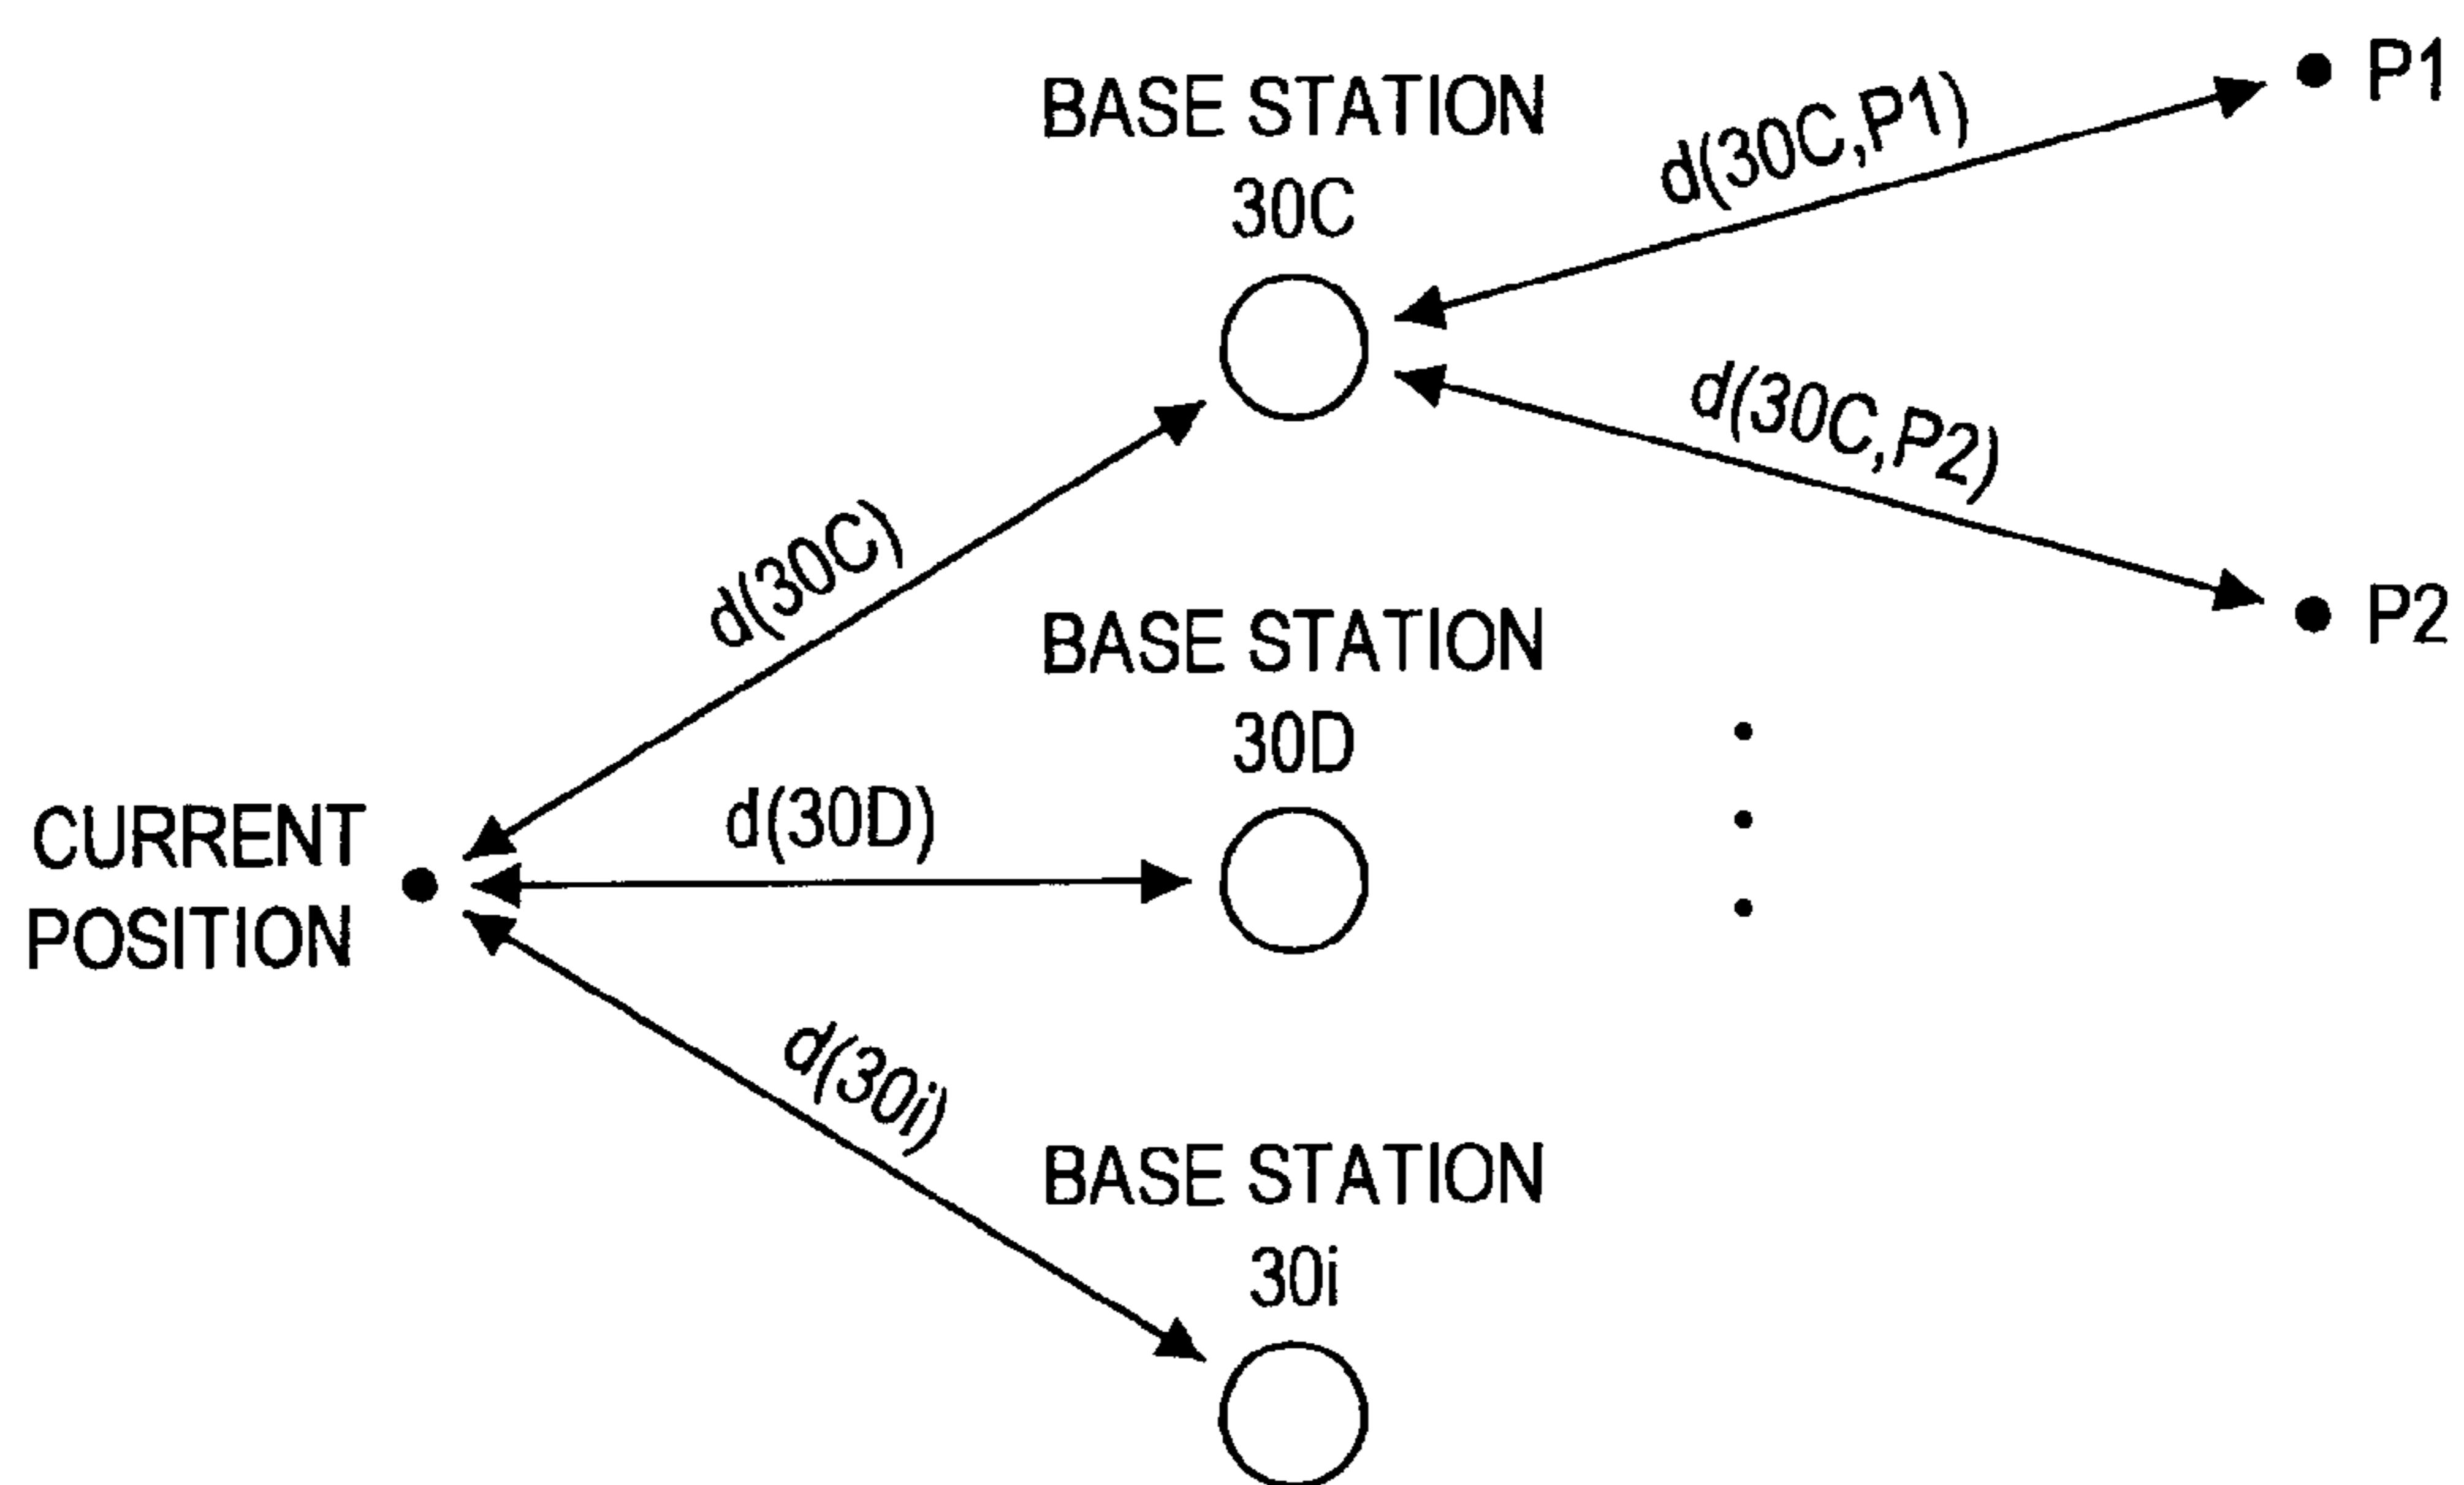 BASE STATION
30C
P1
d(30C,P1)
d(30C,P2)
P2
d(30C)
BASE STATION
30D
d(30D)
CURRENT
POSITION
d(30i)
BASE STATION
30i